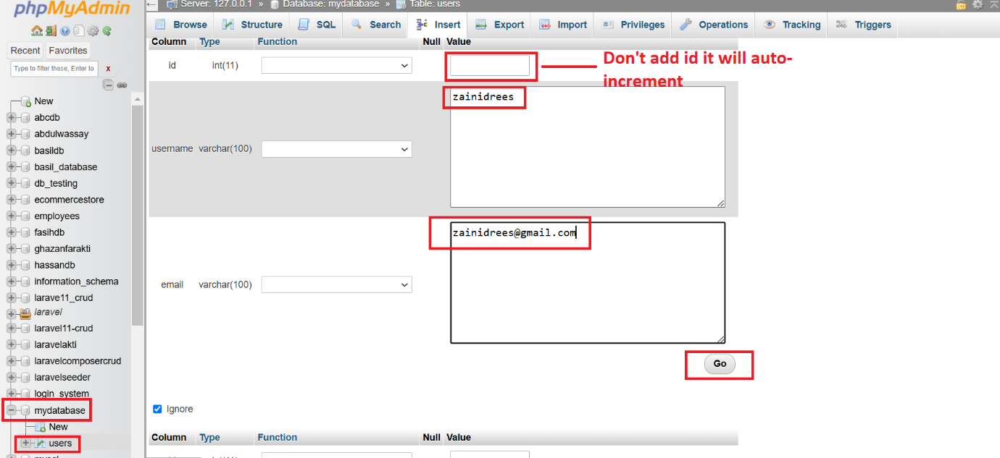 phpMyAdmin
Server: 127.0.0.1 » Database: mydatabase » Table: users
Browse Structure SQL Search Insert Export Import Privileges Operations Tracking Triggers
Recent Favorites
Type to filter these, Enter to X
New
abcdb
abdulwassay
basildb
basil_database
db_testing
ecommercestore
employees
fasihdb
ghazanfarakti
hassandb
information_schema
larave11_crud
laravel
laravel11-crud
laravelakti
laravelcomposercrud
laravelseeder
login_system
mydatabase
New
users
Column Type Function Null Value
id int(11)
Don't add id it will auto-
increment
username varchar(100) zainidrees
email varchar(100) zainidrees@gmail.com
Go
Ignore
Column Type Function Null Value